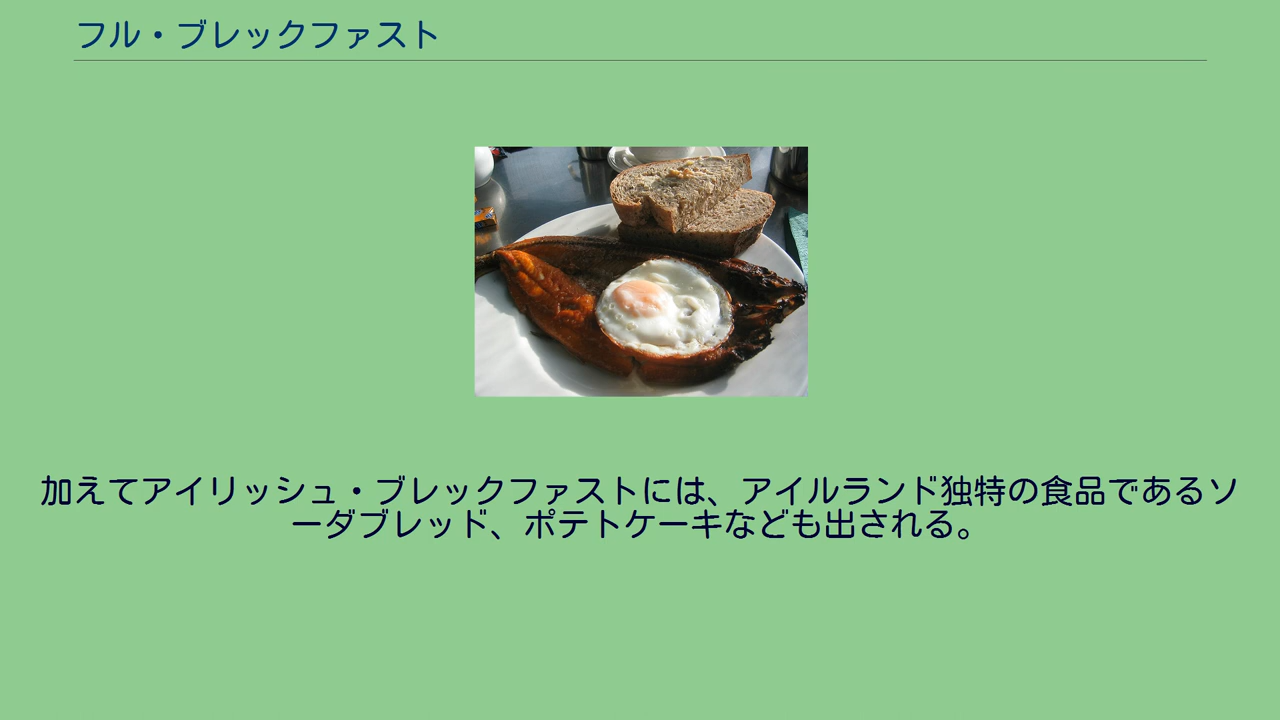 フル・ブレックファスト
加えてアイリッシュ・ブレックファストには、アイルランド独特の食品であるソ
ーダブレッド、ポテトケーキなども出される。